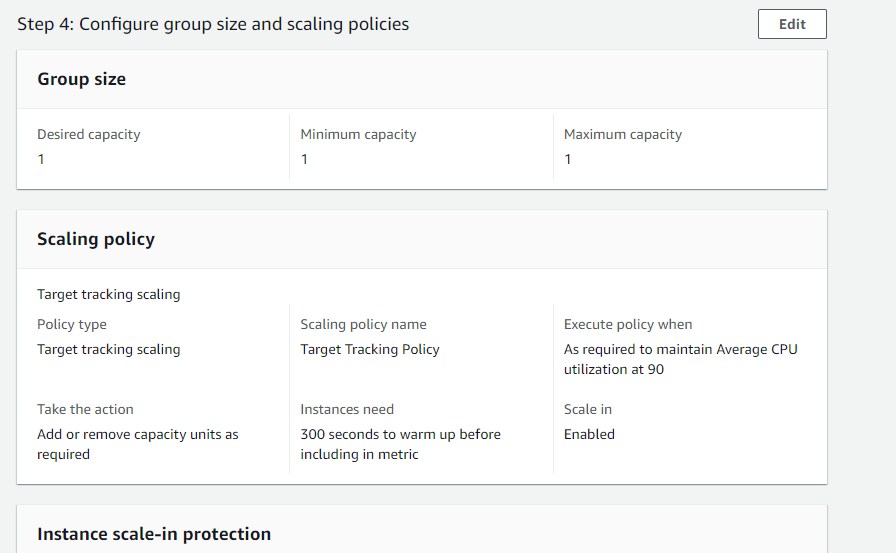 Step 4: Configure group size and scaling policies
Edit
Group size
Desired capacity
1
Minimum capacity
1
Maximum capacity
1
Scaling policy
Target tracking scaling
Policy type
Target tracking scaling
Scaling policy name
Target Tracking Policy
Execute policy when
As required to maintain Average CPU
utilization at 90
Take the action
Add or remove capacity units as
required
Instances need
300 seconds to warm up before
including in metric
Scale in
Enabled
Instance scale-in protection